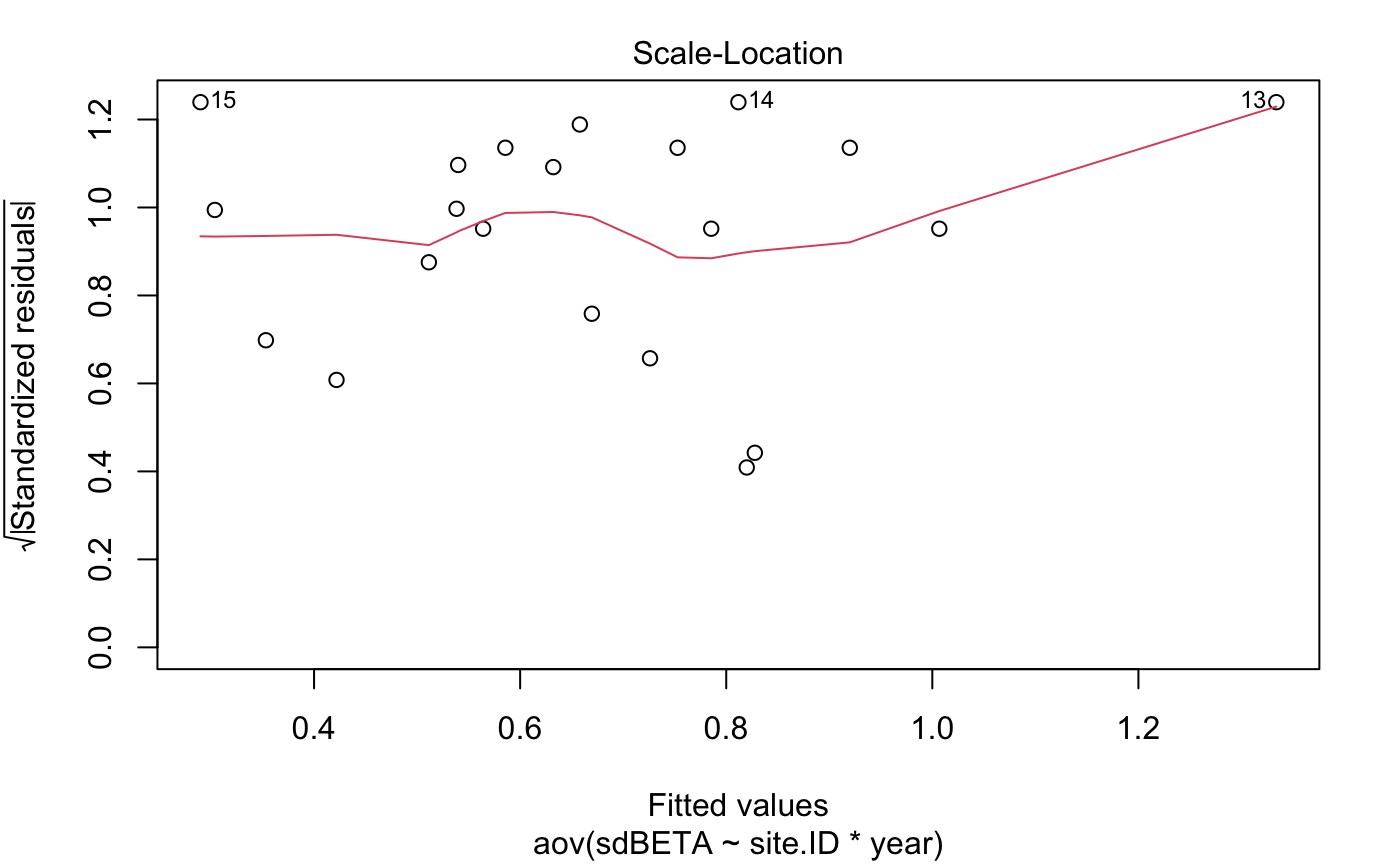 Scale-Location
√|Standardized residuals|
1.2
1.0
0.8
0.6
0.4
0.2
0.0
15
14
13
0.4 0.6 0.8 1.0 1.2
Fitted values
aov(sdBETA ~ site.ID * year)